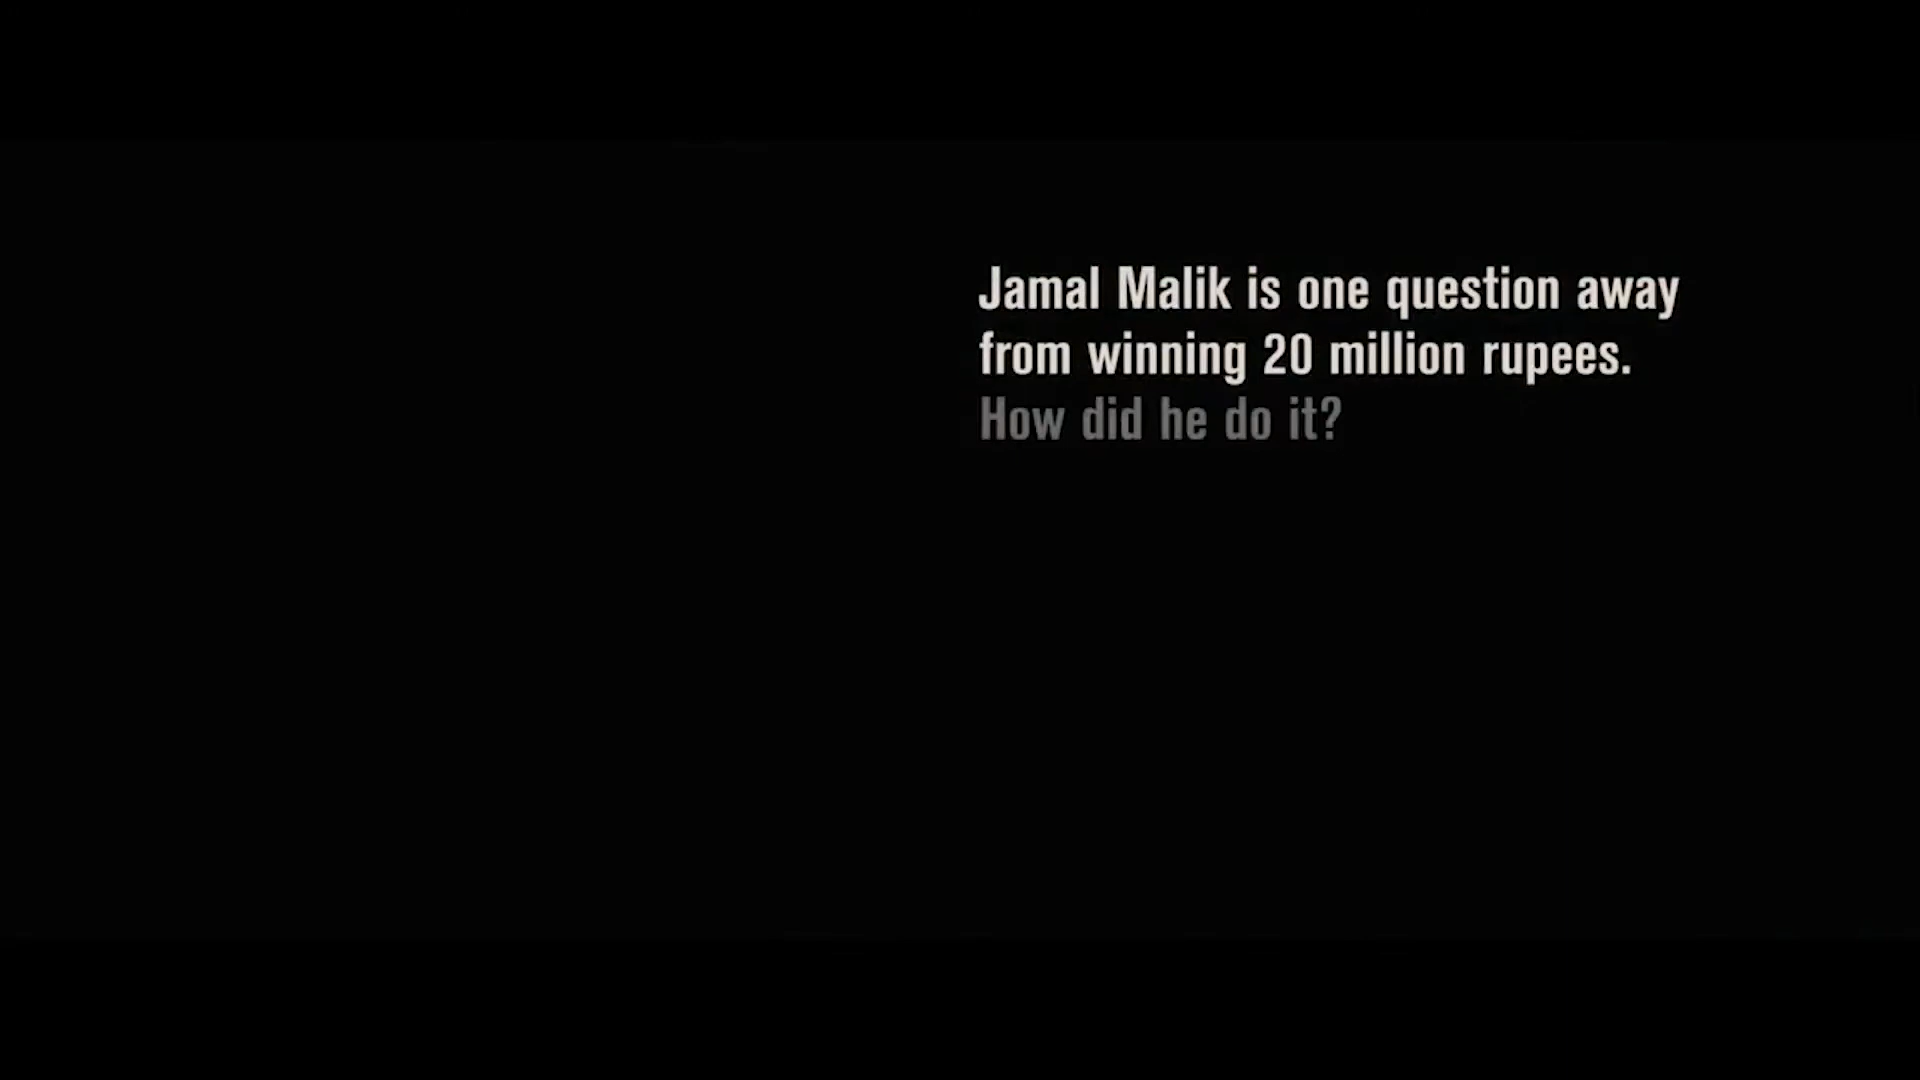 Jamal Malik is one question away
from winning 20 million rupees.
How did he do it?